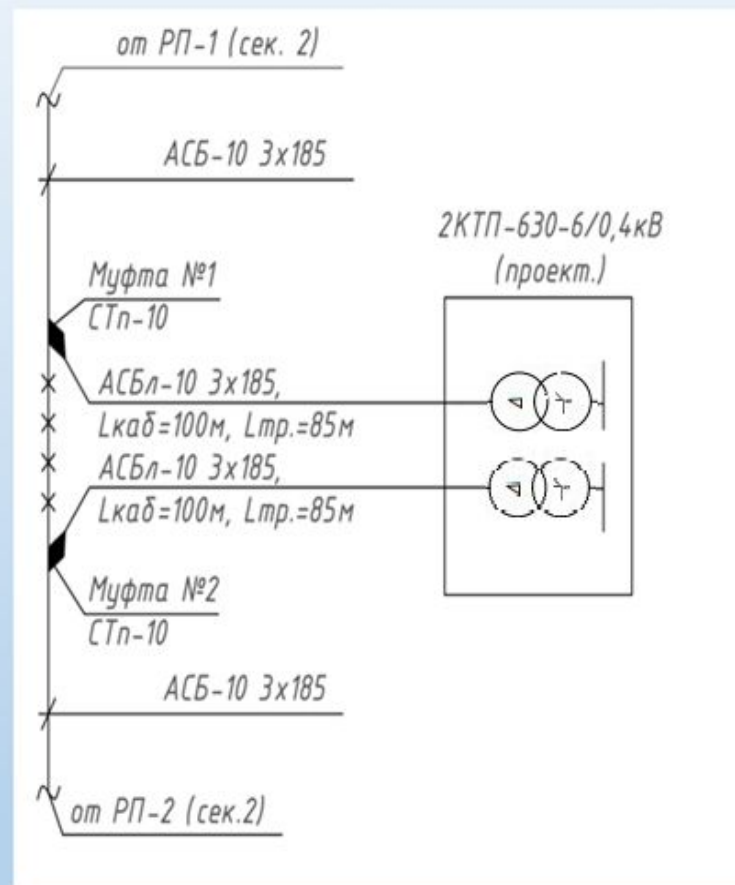 от РП-1 (сек. 2)
АСБ-10 3х185
2КТП-630-6/0,4кВ
(проект.)
Муфта №1
СТп-10
АСБл-10 3х185,
Lкаб=100м, Lтр.=85м
АСБл-10 3х185,
Lкаб=100м, Lтр.=85м
Муфта №2
СТп-10
АСБ-10 3х185
от РП-2 (сек.2)